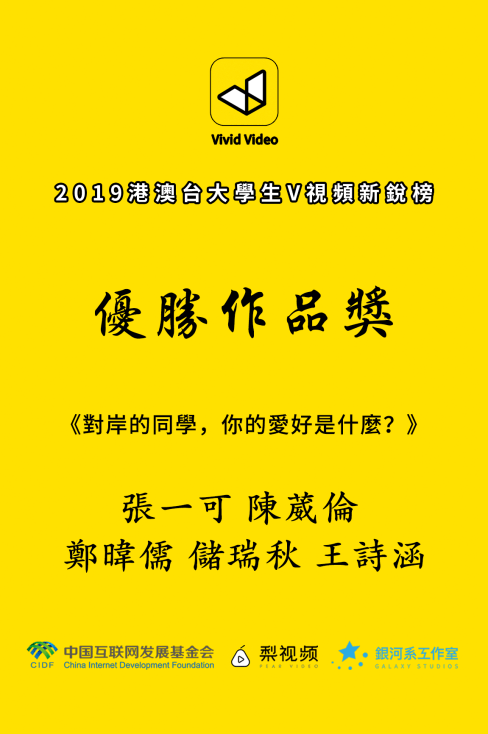 Vivid Video
2019港澳台大學生V視頻新銳榜
優勝作品獎
《對岸的同學，你的愛好是什麼？》
張一可 陳葳倫
鄭暐儒 儲瑞秋 王詩涵
CIDF 中国互联网发展基金会 China Internet Development Foundation
梨视频 PEAR VIDEO
銀河系工作室 GALAXY STUDIOS